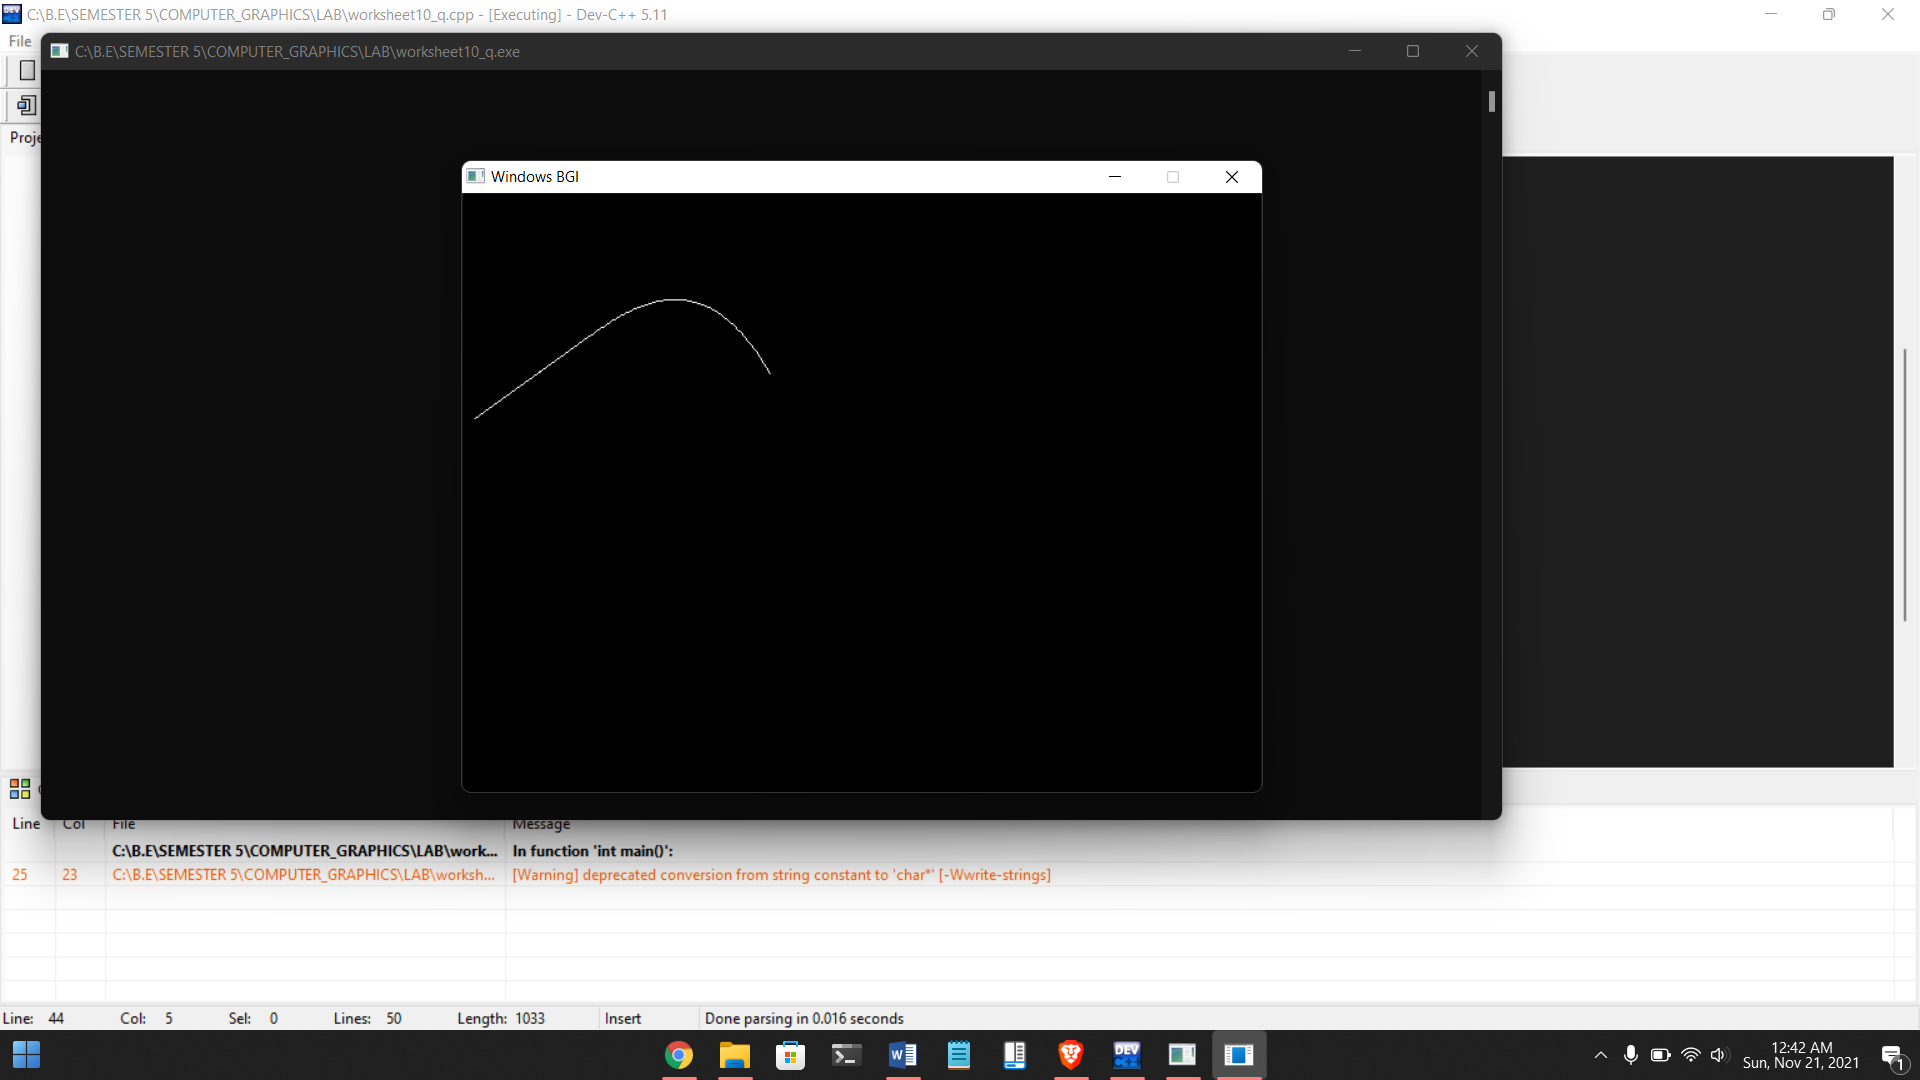 C:\B.E\SEMESTER 5\COMPUTER_GRAPHICS\LAB\worksheet10_q.cpp - [Executing] - Dev-C++ 5.11
File
C:\B.E\SEMESTER 5\COMPUTER_GRAPHICS\LAB\worksheet10_q.exe
Proje
Windows BGI
Line Col File Message
C:\B.E\SEMESTER 5\COMPUTER_GRAPHICS\LAB\work... In function 'int main()':
25 23 C:\B.E\SEMESTER 5\COMPUTER_GRAPHICS\LAB\worksh... [Warning] deprecated conversion from string constant to 'char*' [-Wwrite-strings]
Line: 44 Col: 5 Sel: 0 Lines: 50 Length: 1033 Insert Done parsing in 0.016 seconds
DEV
12:42 AM
Sun, Nov 21, 2021
1